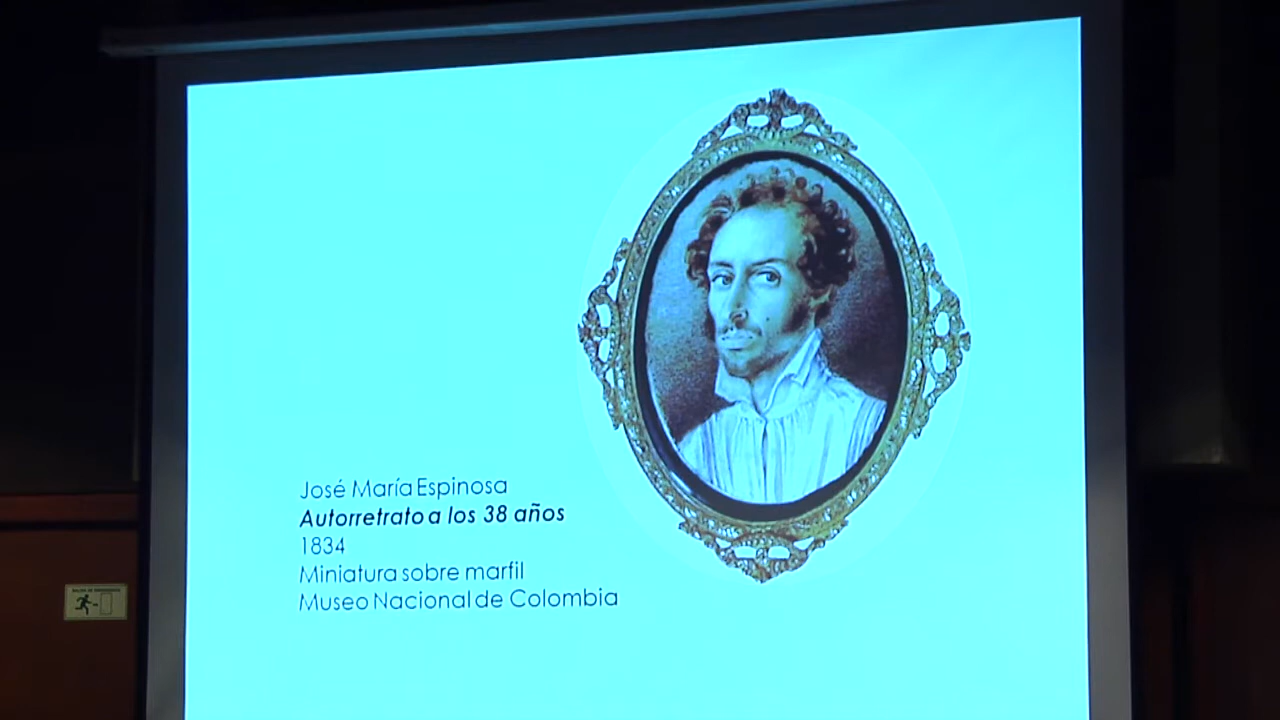 José María Espinosa
Autorretrato a los 38 años
1834
Miniatura sobre marfil
Museo Nacional de Colombia